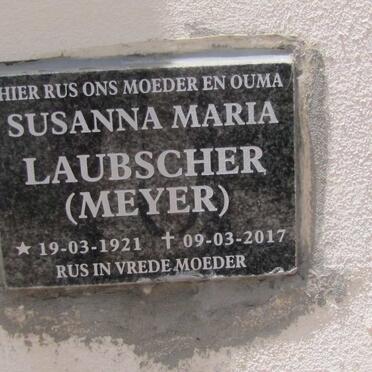 HIER RUS ONS MOEDER EN OUMA
SUSANNA MARIA
LAUBSCHER
(MEYER)
★ 19-03-1921 ✝ 09-03-2017
RUS IN VREDE MOEDER